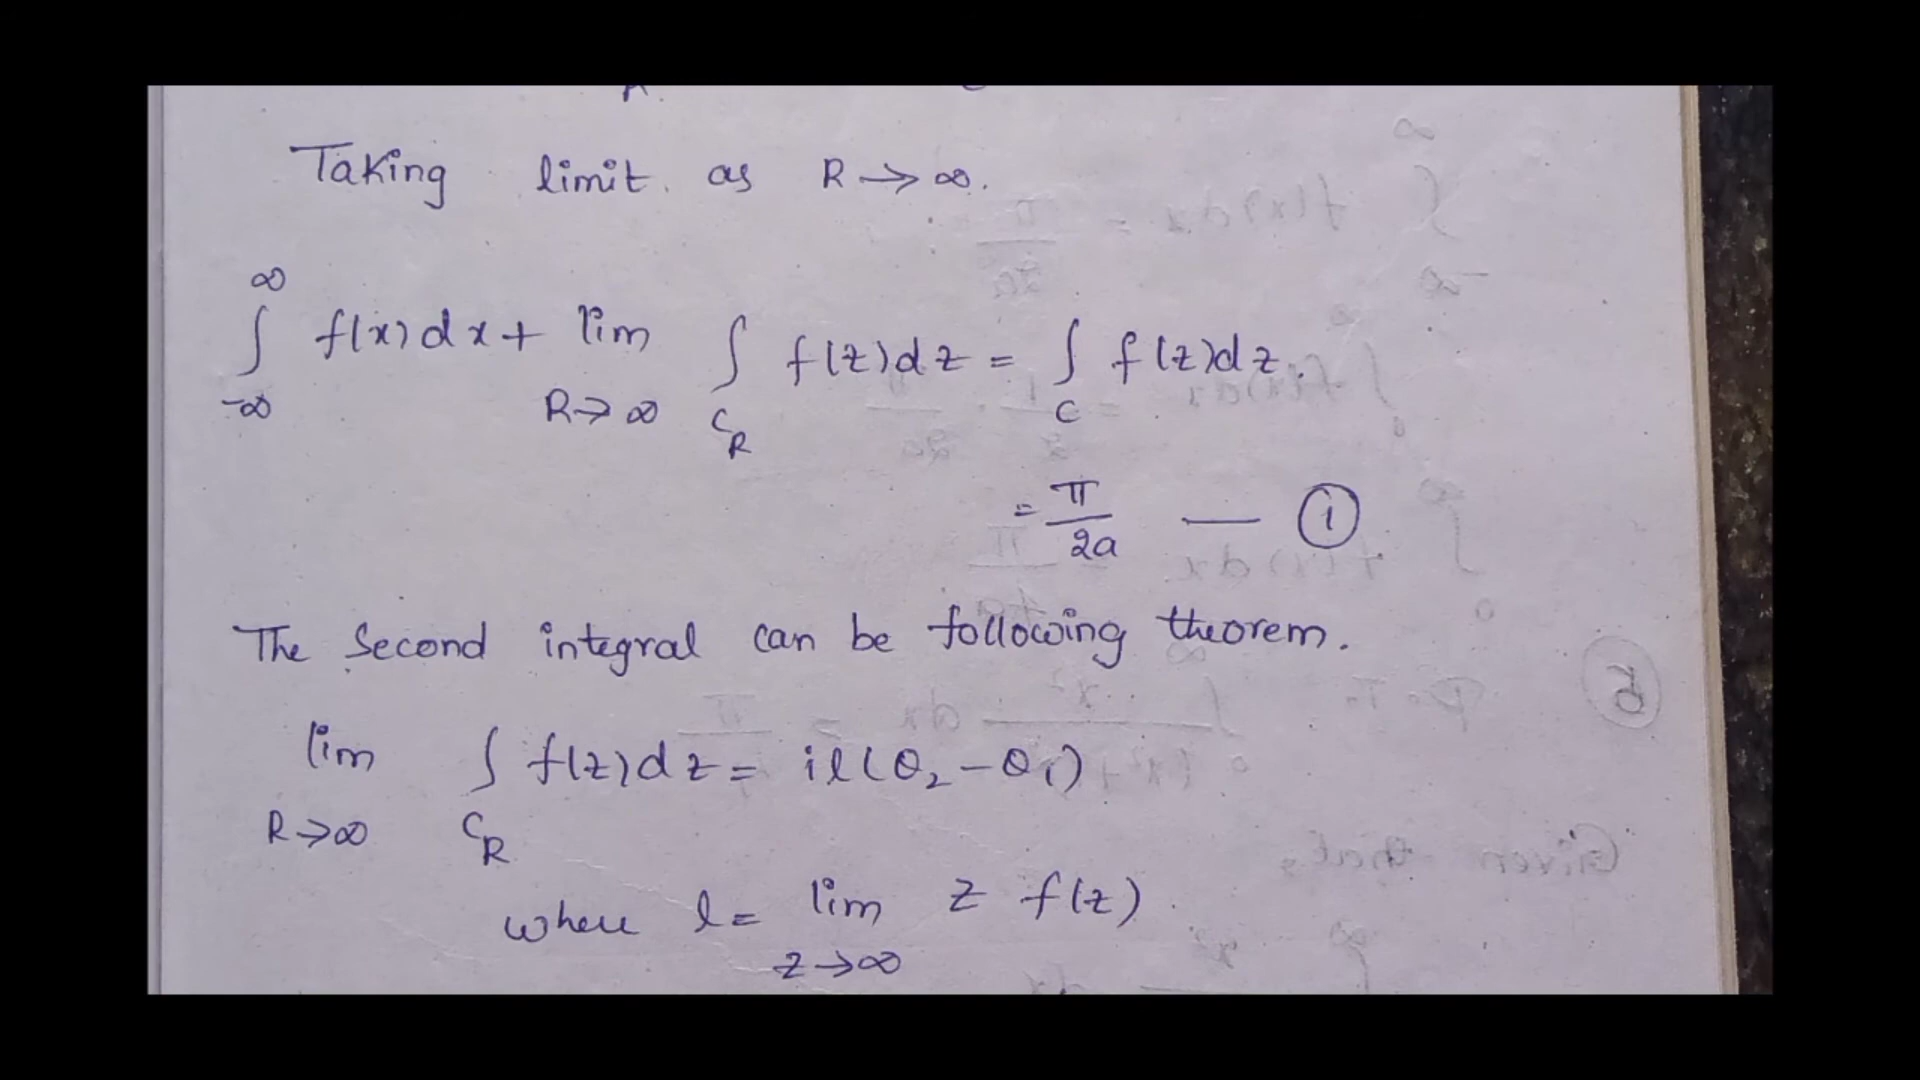 Taking limit as R → ∞.
∫_{-∞}^{∞} f(x) dx + lim_{R→∞} ∫_{C_R} f(z) dz = ∫_C f(z) dz.
= π/2a — ①
The Second integral can be following theorem.
lim_{R→∞} ∫_{C_R} f(z) dz = il(θ₂ - θ₁)
where l = lim_{z→∞} z f(z).